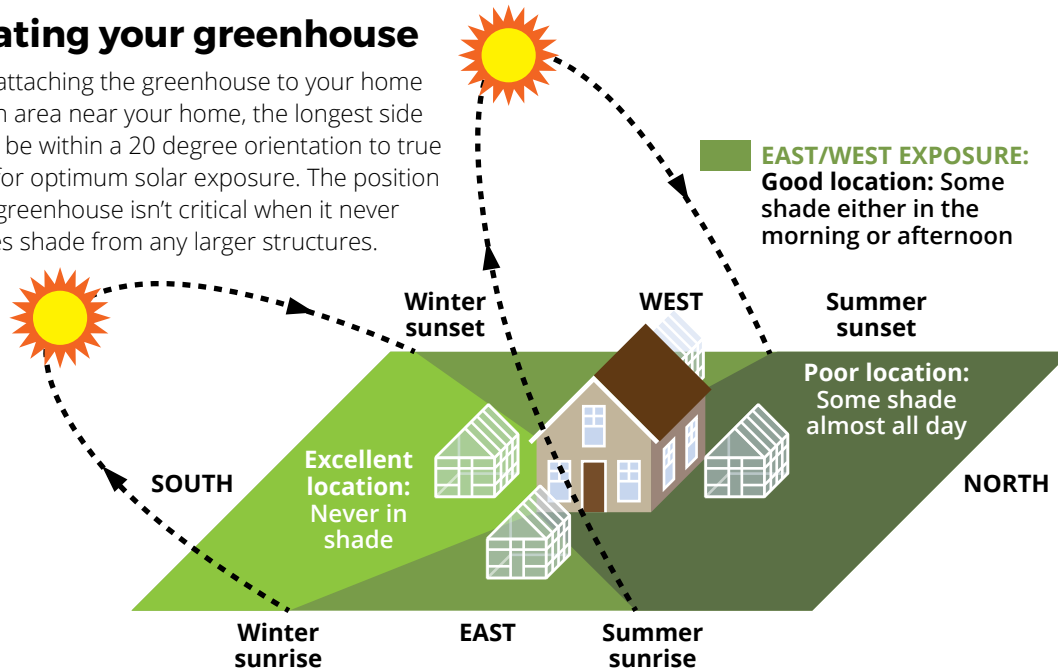 ating your greenhouse
attaching the greenhouse to your home
area near your home, the longest side
be within a 20 degree orientation to true
for optimum solar exposure. The position
greenhouse isn't critical when it never
shade from any larger structures.
EAST/WEST EXPOSURE:
Good location: Some
shade either in the
morning or afternoon
Winter
sunset
WEST
Summer
sunset
Poor location:
Some shade
almost all day
SOUTH
Excellent
location:
Never in
shade
NORTH
Winter
sunrise
EAST
Summer
sunrise